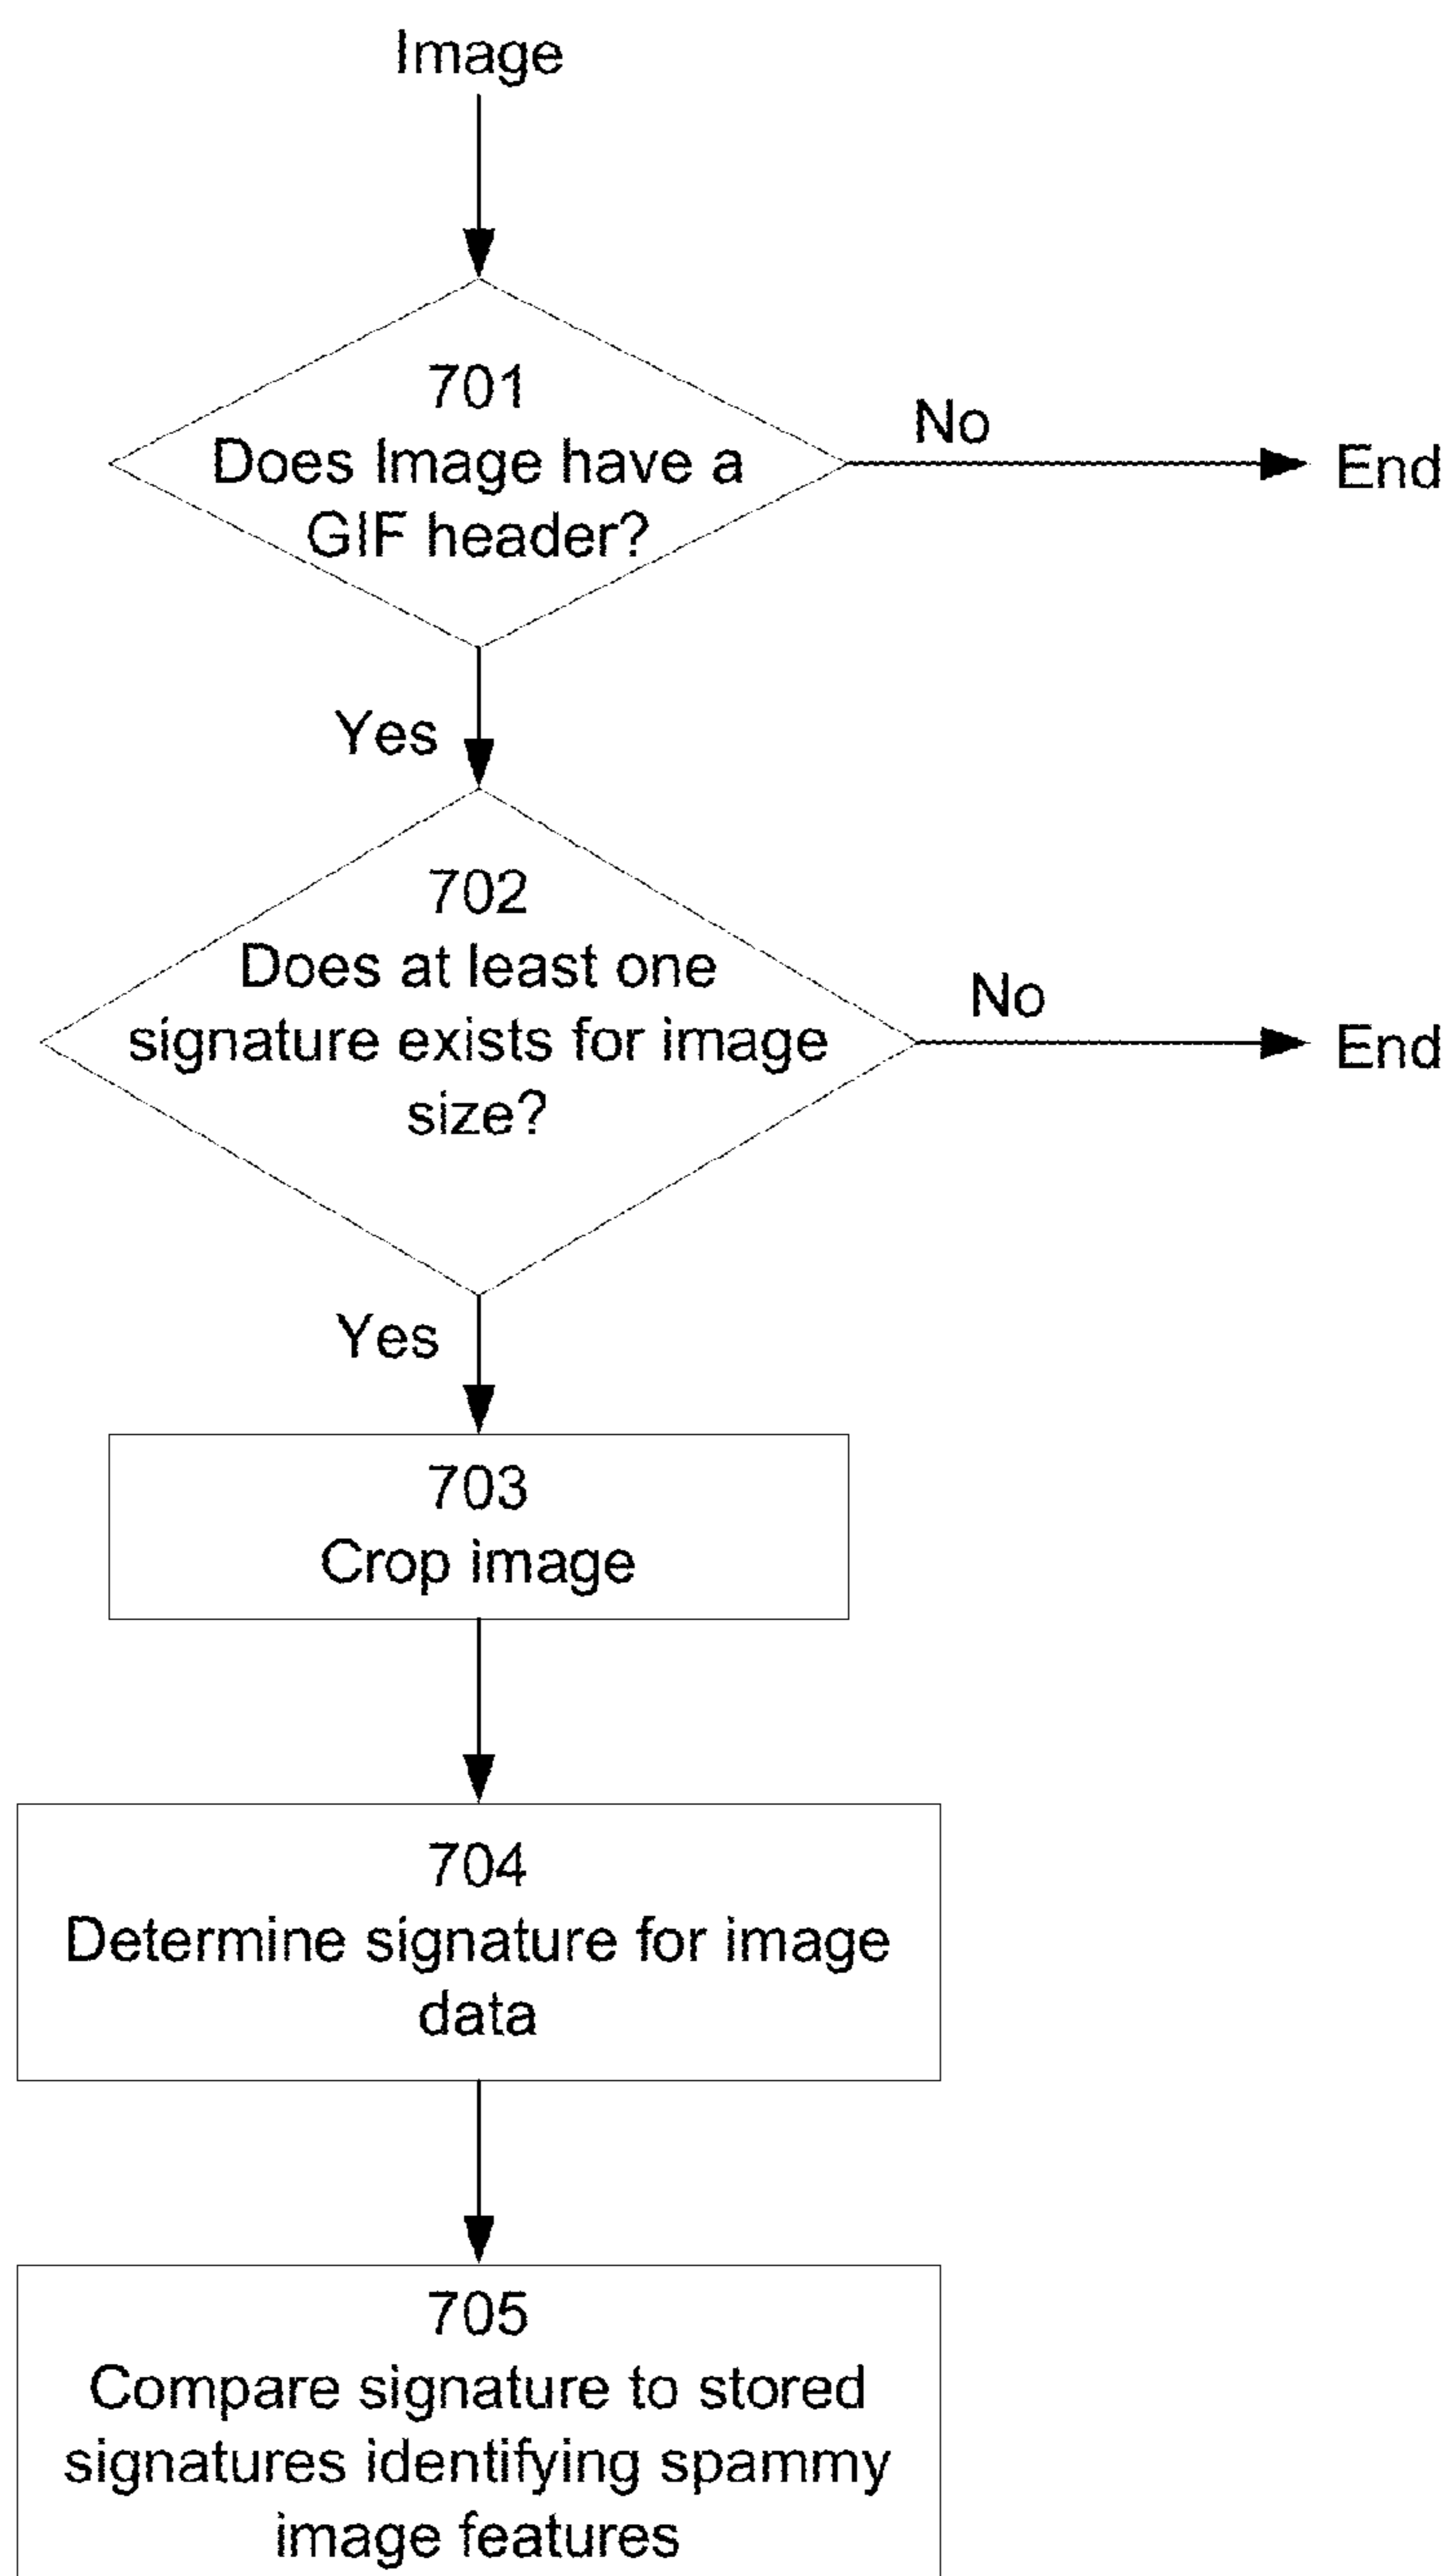 Image
701
Does Image have a
GIF header?
No
End
Yes
702
Does at least one
signature exists for image
size?
No
End
Yes
703
Crop image
704
Determine signature for image
data
705
Compare signature to stored
signatures identifying spammy
image features